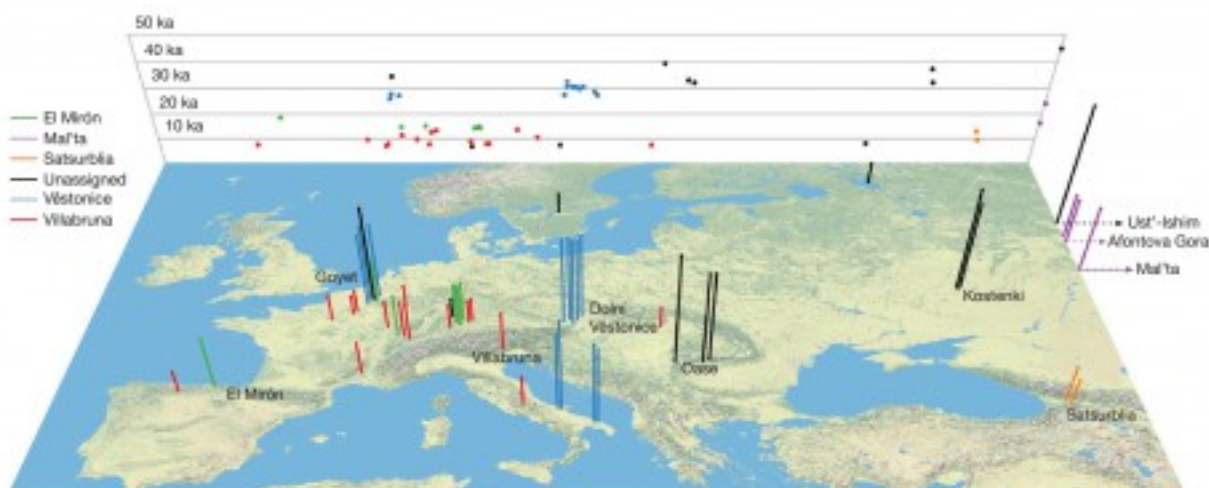 50 ka
40 ka
30 ka
20 ka
10 ka
El Mirón
Mal'ta
Satsurblia
Unassigned
Věstonice
Villabruna
Ust'-Ishim
Afontova Gora
Mal'ta
Goyet
Kostenki
Dolni
Věstonice
Villabruna
Oase
El Mirón
Satsurblia